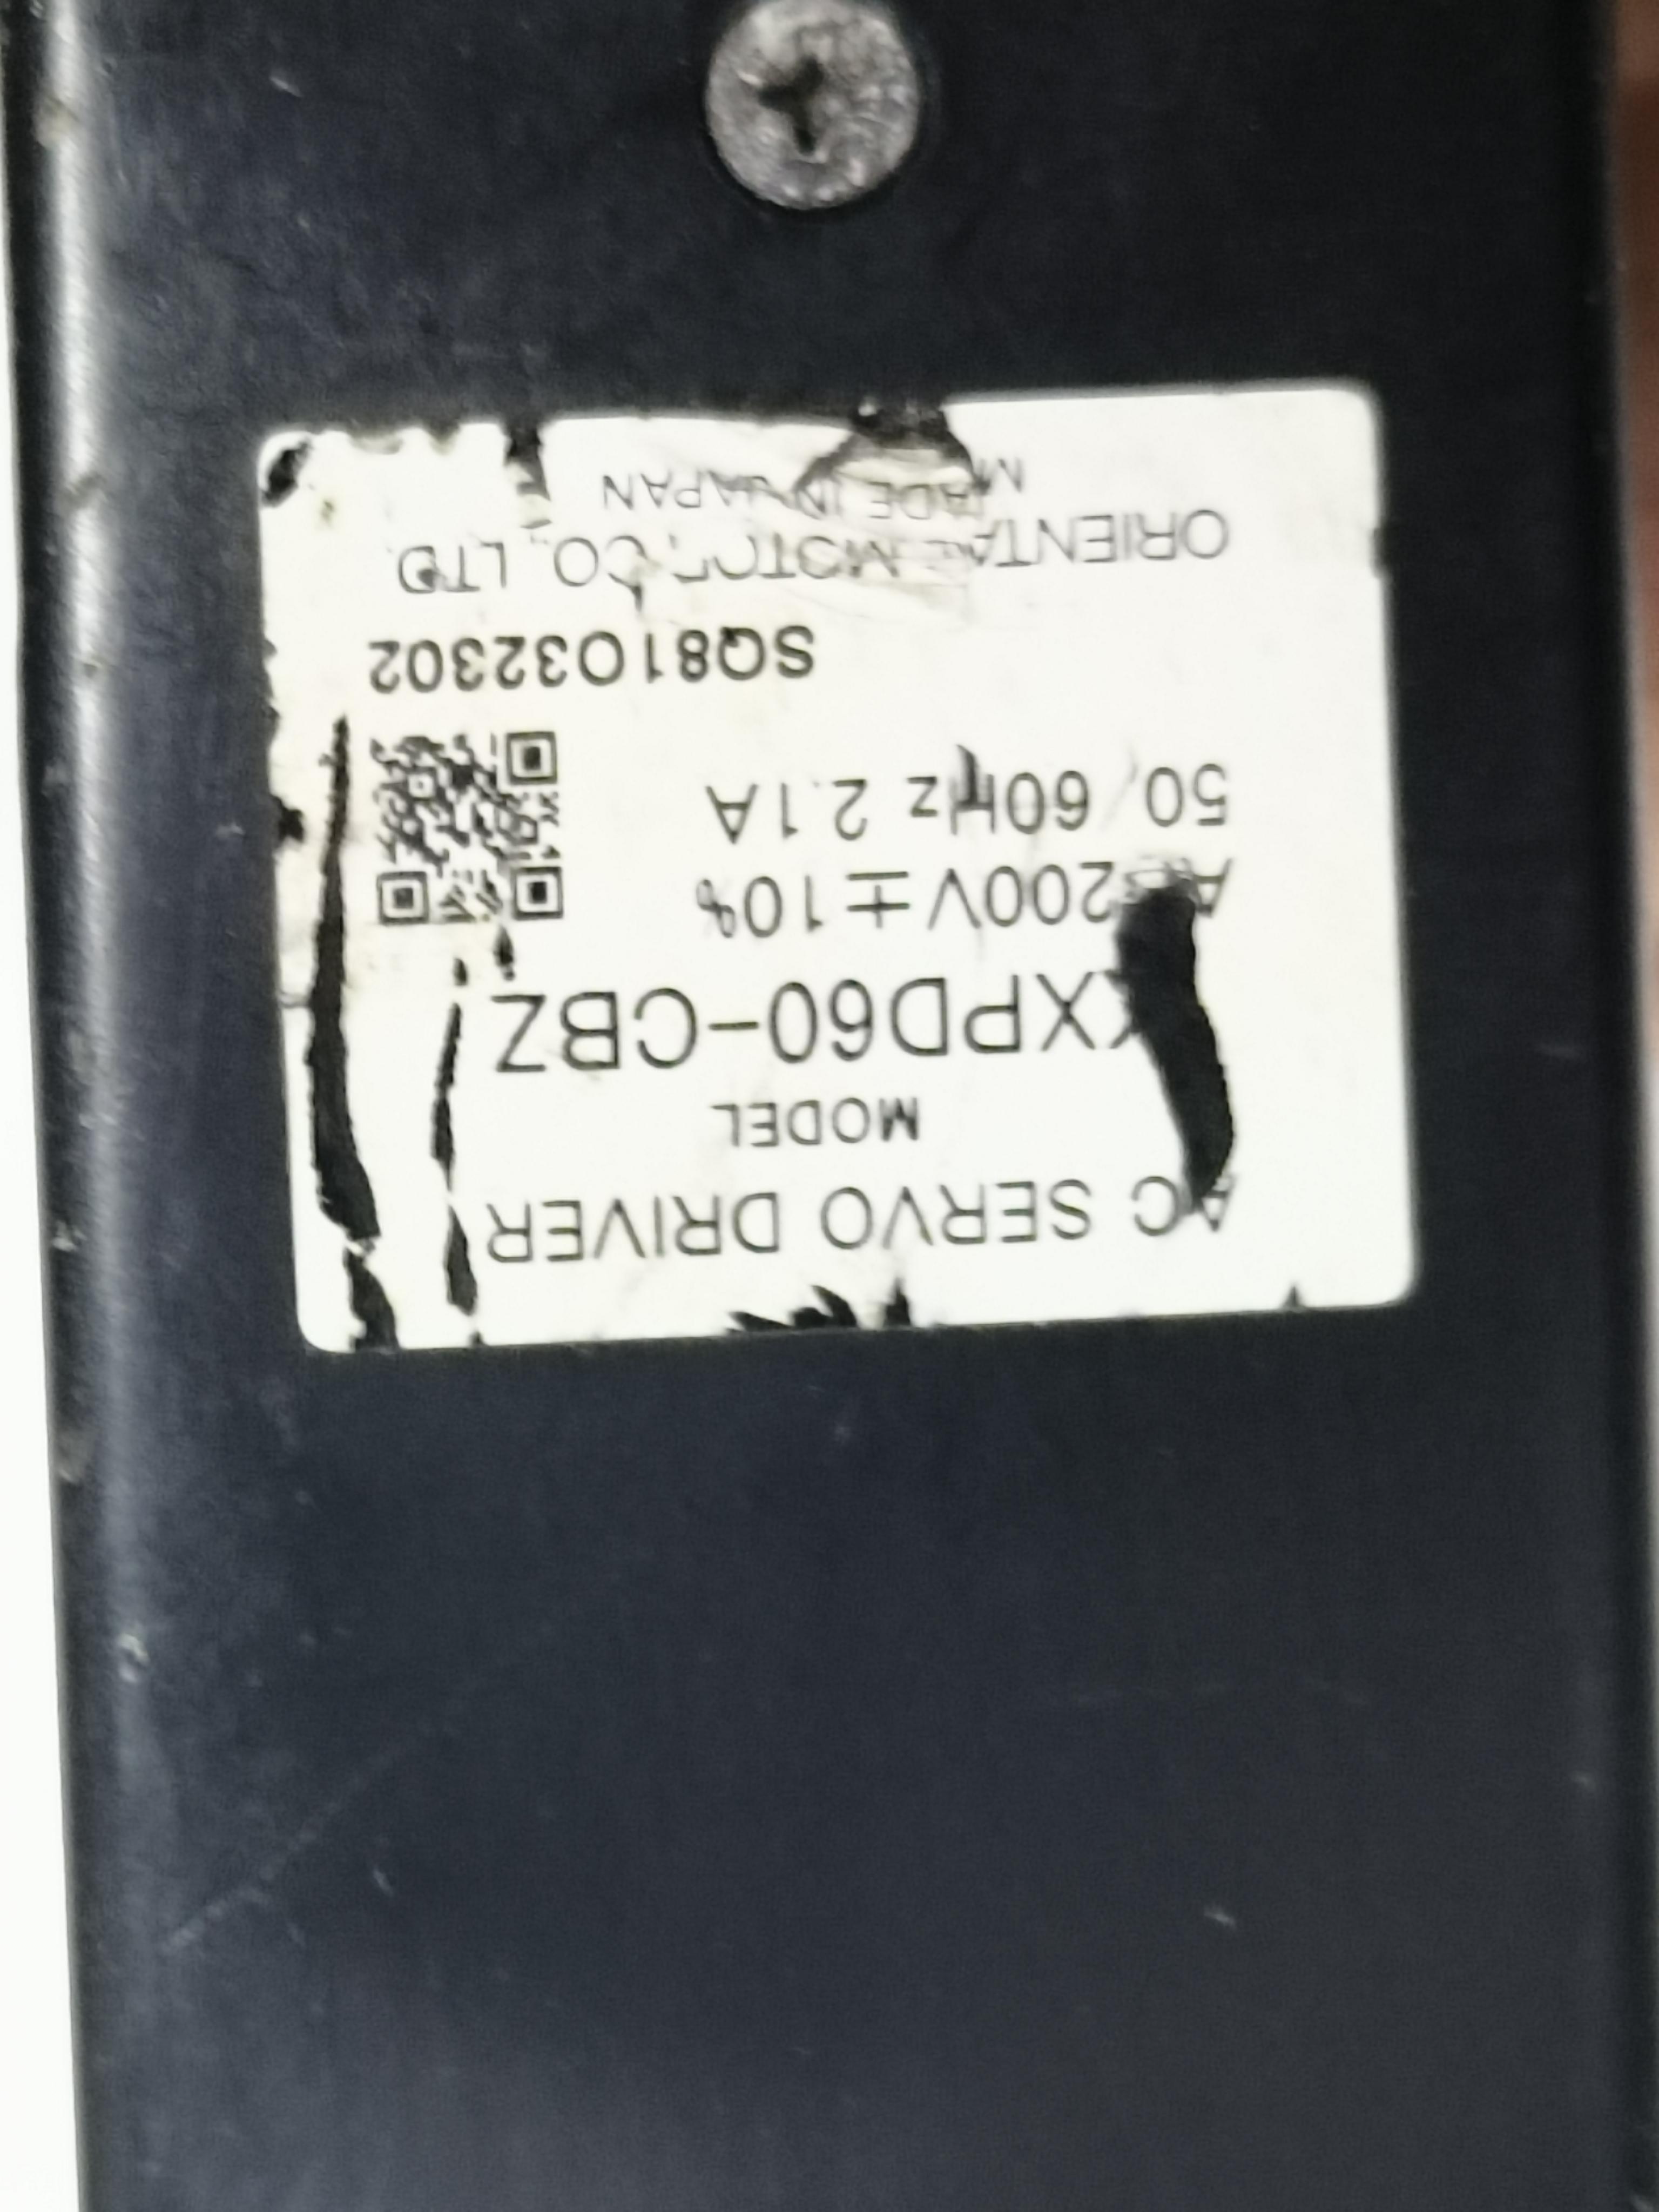 AC SERVO DRIVER
MODEL
XPD60-CBZ
AC200V±10%
50/60Hz 2.1A
SQ81032302
ORIENTAL MOTOR CO., LTD.
MADE IN JAPAN